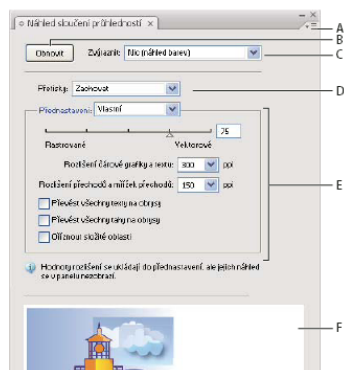 Náhled sloučení průhledností ×
A
B
Obnovit Zvýraznit: Nic (náhled barev)
C
Přetisky: Zachovat
D
Přednastavení: Vlastní
75
Rastrované Vektorové
Rozlišení čárové grafiky a textu: 300 ppi
Rozlišení přechodů a mřížek přechodů: 150 ppi
E
Převést všechny texty na obrysy
Převést všechny tahy na obrysy
Oříznout složité oblasti
Hodnoty rozlišení se ukládají do přednastavení, ale jejich náhled
se v panelu nezobrazí.
F